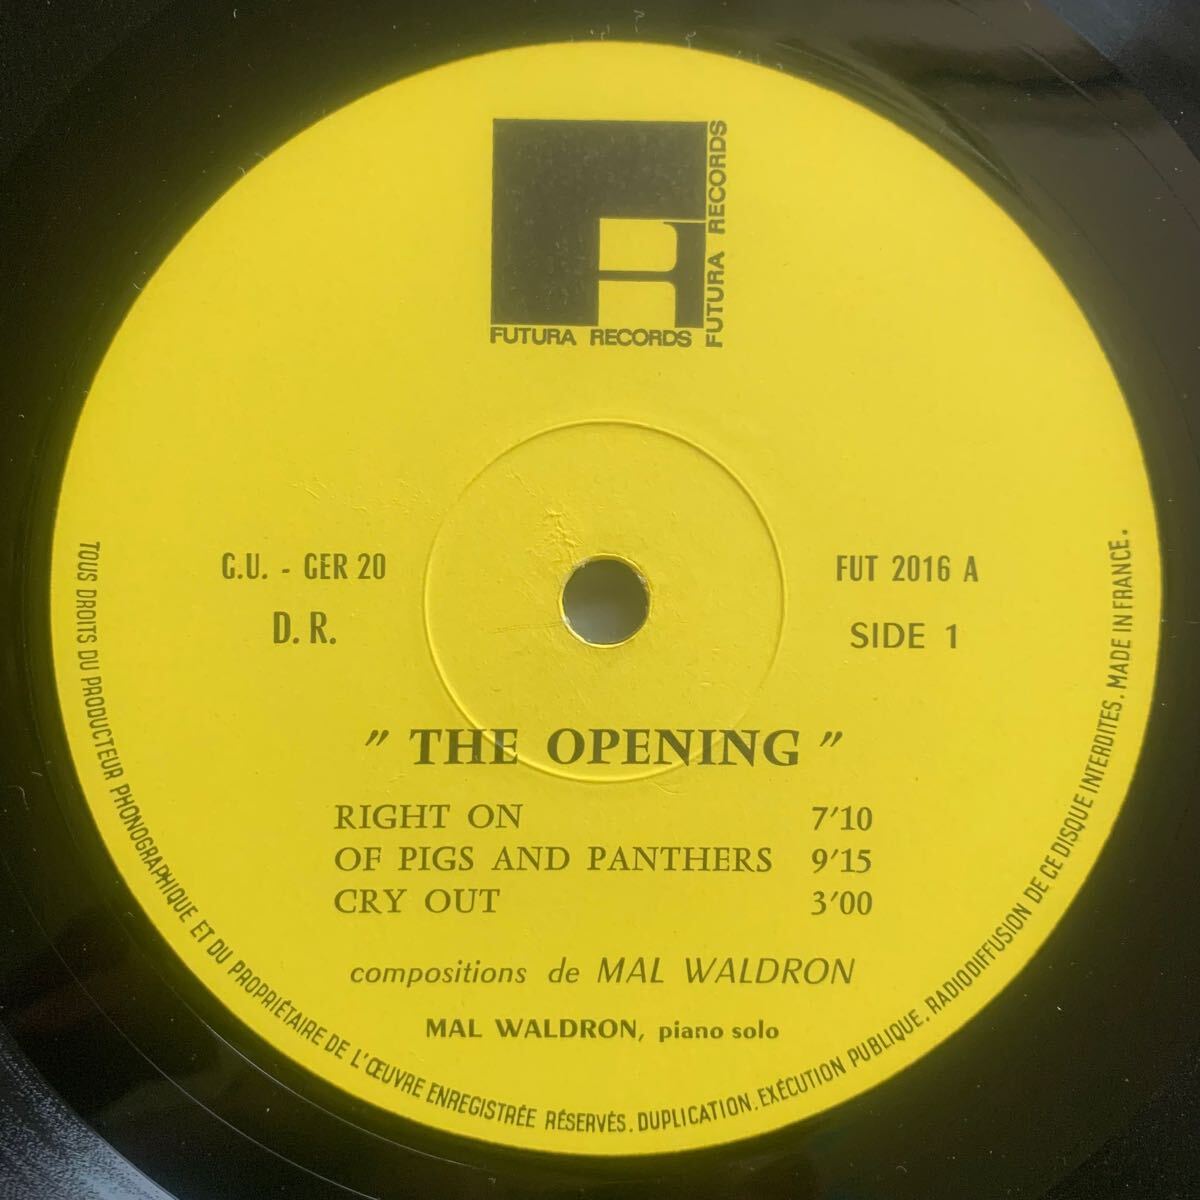 FUTURA RECORDS
FUTURA RECORDS
G.U. - GER 20
D. R.
FUT 2016 A
SIDE 1
" THE OPENING "
RIGHT ON 7'10
OF PIGS AND PANTHERS 9'15
CRY OUT 3'00
compositions de MAL WALDRON
MAL WALDRON, piano solo
TOUS DROITS DU PRODUCTEUR PHONOGRAPHIQUE ET DU PROPRIÉTAIRE DE L'ŒUVRE ENREGISTRÉE RÉSERVÉS. DUPLICATION. EXÉCUTION PUBLIQUE. RADIODIFFUSION DE CE DISQUE INTERDITES. MADE IN FRANCE.